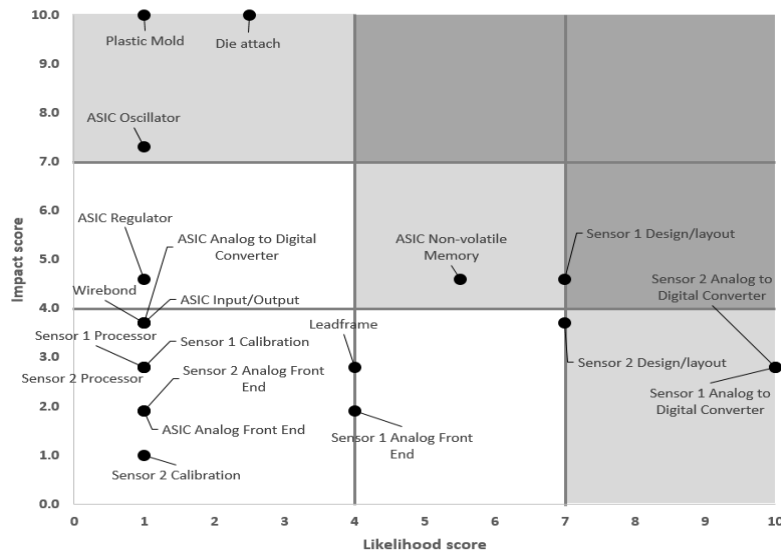 10.0
Plastic Mold
Die attach
9.0
8.0
ASIC Oscillator
7.0
6.0
ASIC Regulator
ASIC Analog to Digital
Converter
ASIC Non-volatile
Memory
Sensor 1 Design/layout
5.0
Sensor 2 Analog to
Digital Converter
Wirebond
ASIC Input/Output
4.0
Sensor 1 Processor
Sensor 1 Calibration
Leadframe
Sensor 2 Design/layout
3.0
Sensor 2 Processor
Sensor 2 Analog Front
End
Sensor 1 Analog to
Digital Converter
2.0
ASIC Analog Front End
Sensor 1 Analog Front
End
1.0
Sensor 2 Calibration
0.0
0 1 2 3 4 5 6 7 8 9 10
Impact score
Likelihood score